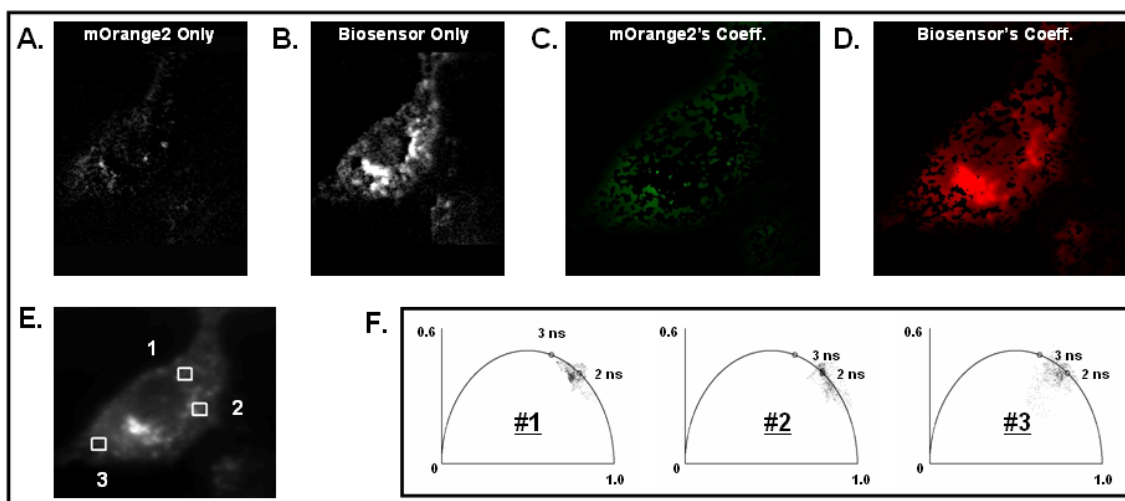 A.
mOrange2 Only
B.
Biosensor Only
C.
mOrange2's Coeff.
D.
Biosensor's Coeff.
E.
1
2
3
F.
0.6
3 ns
2 ns
#1
0
1.0
0.6
3 ns
2 ns
#2
0
1.0
0.6
3 ns
2 ns
#3
0
1.0